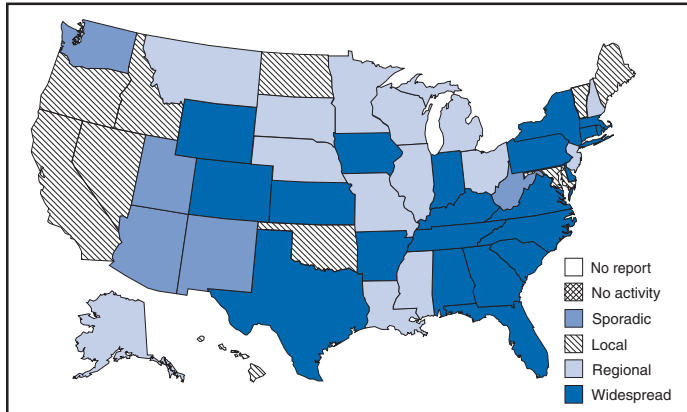 No report
No activity
Sporadic
Local
Regional
Widespread